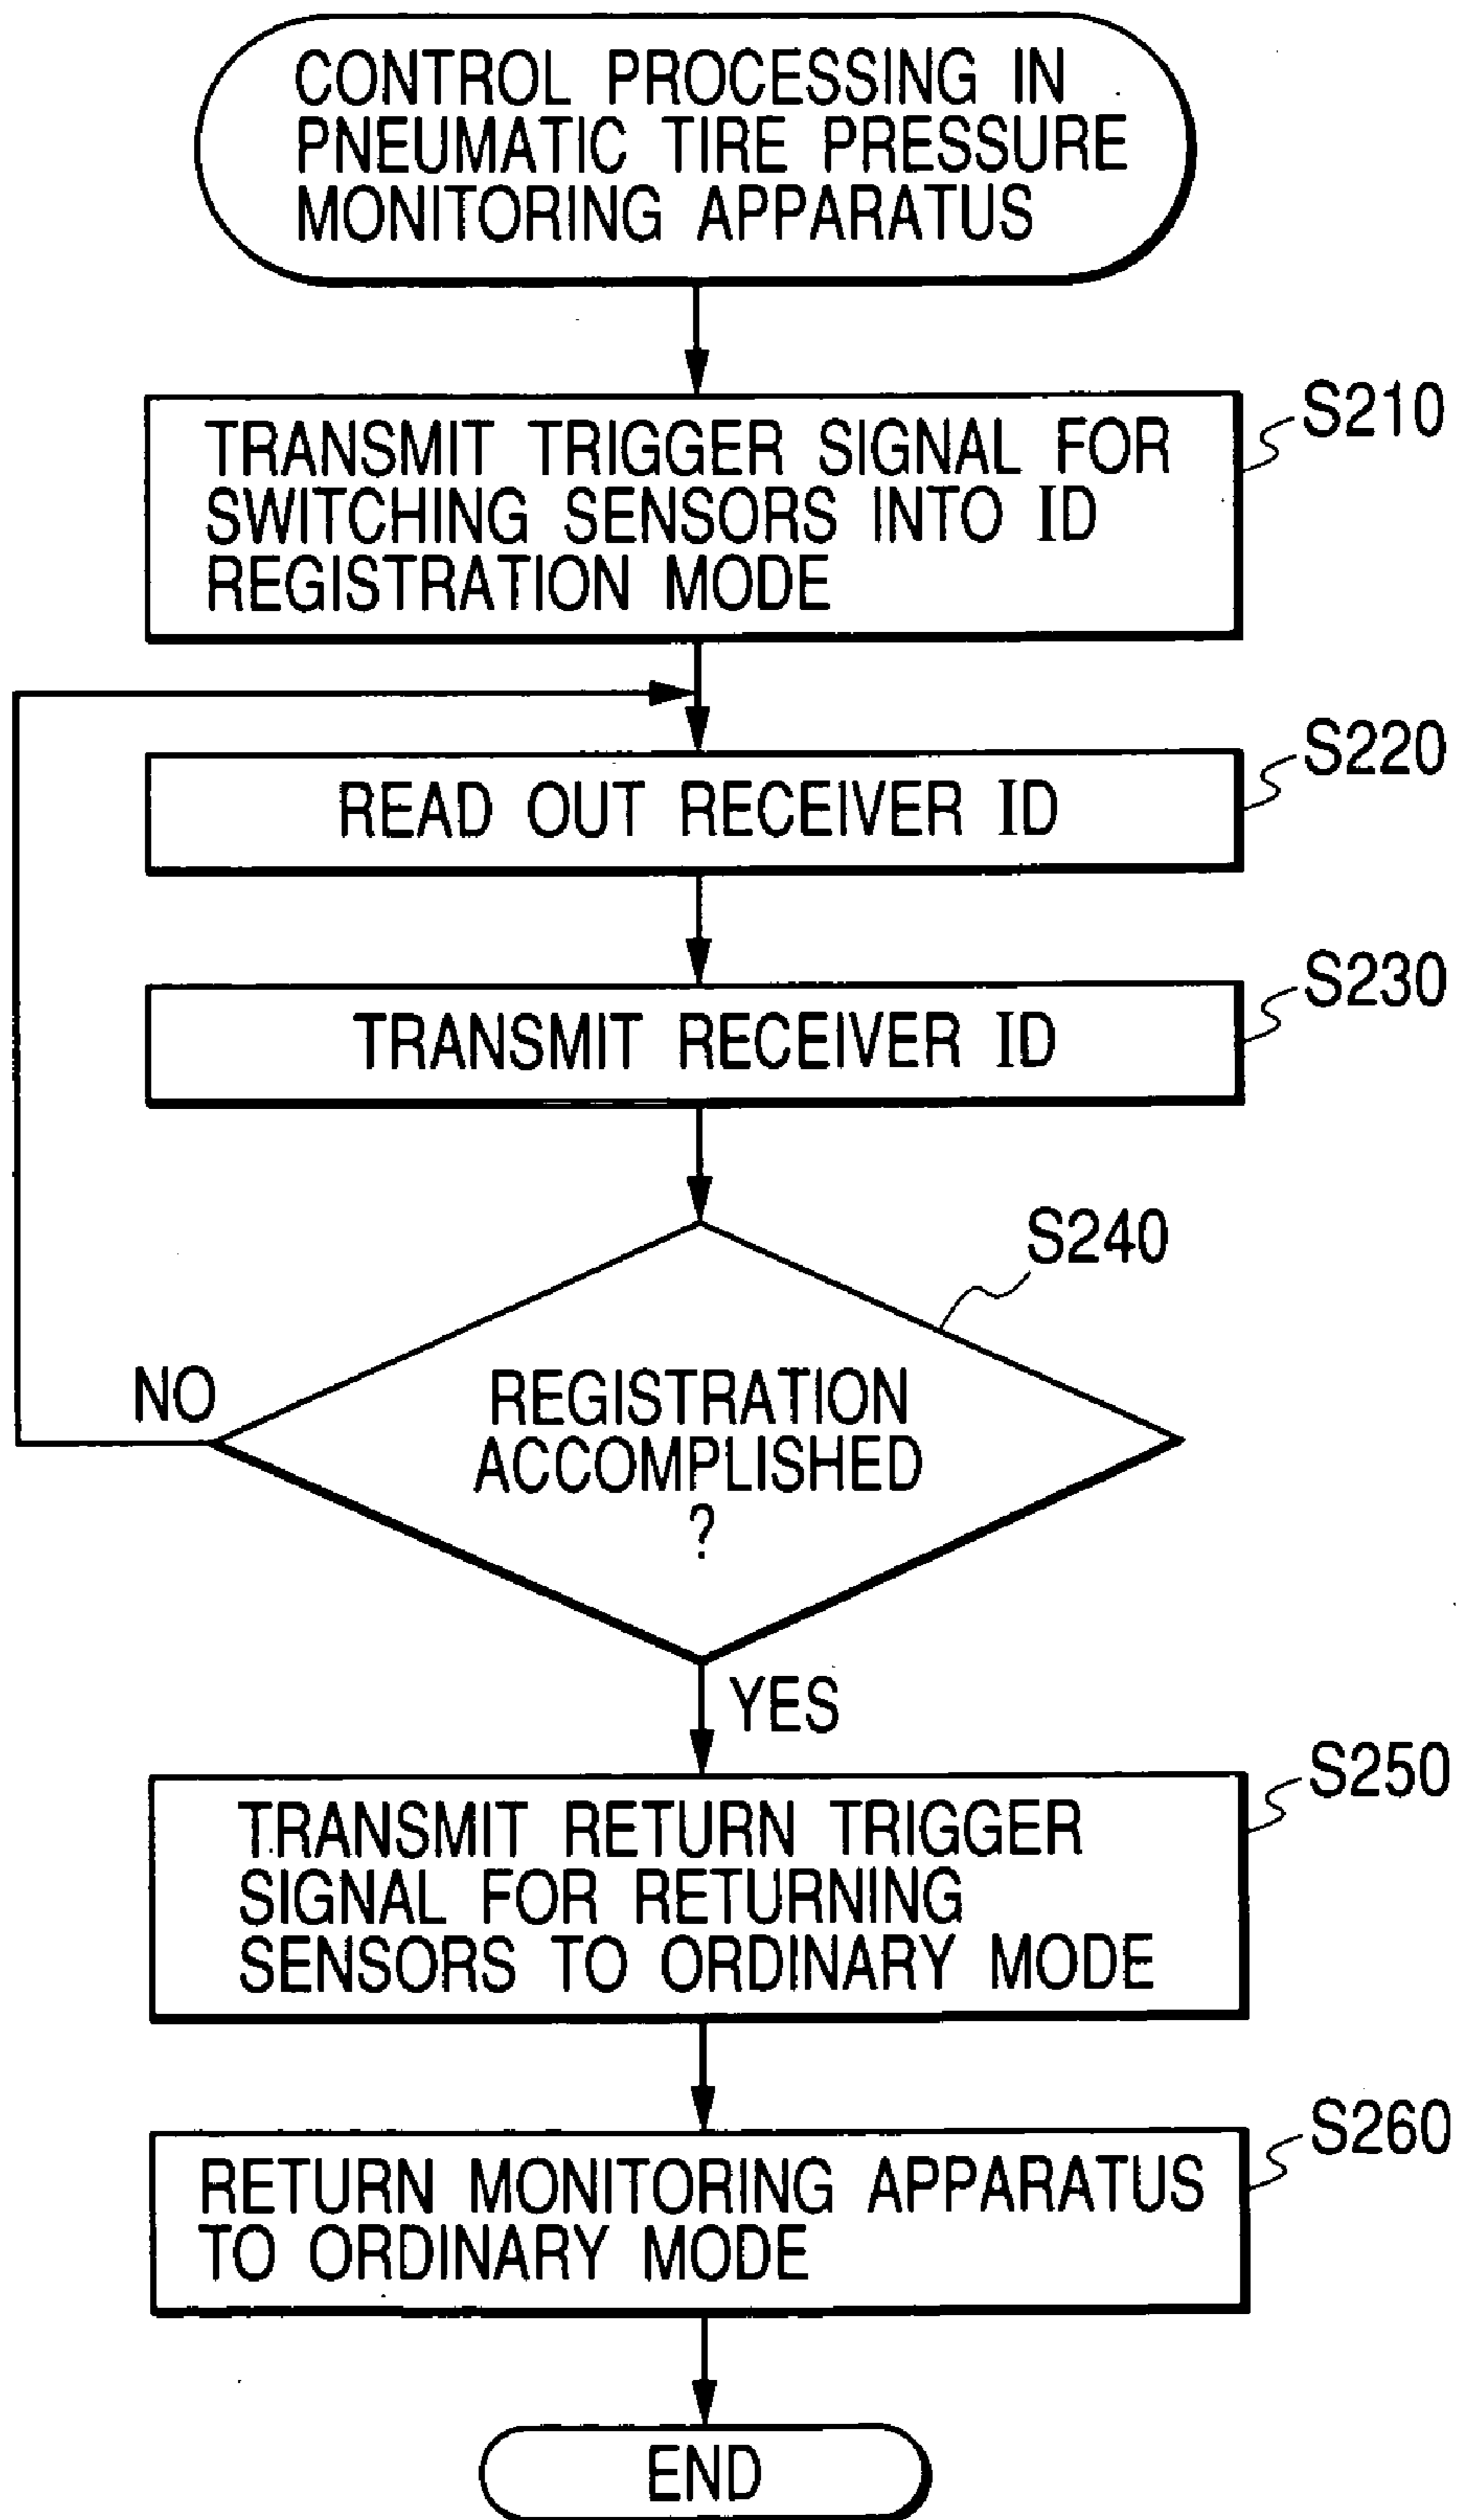 CONTROL PROCESSING IN
PNEUMATIC TIRE PRESSURE
MONITORING APPARATUS
S210
TRANSMIT TRIGGER SIGNAL FOR
SWITCHING SENSORS INTO ID
REGISTRATION MODE
S220
READ OUT RECEIVER ID
S230
TRANSMIT RECEIVER ID
S240
NO
REGISTRATION
ACCOMPLISHED
?
YES
S250
TRANSMIT RETURN TRIGGER
SIGNAL FOR RETURNING
SENSORS TO ORDINARY MODE
S260
RETURN MONITORING APPARATUS
TO ORDINARY MODE
END